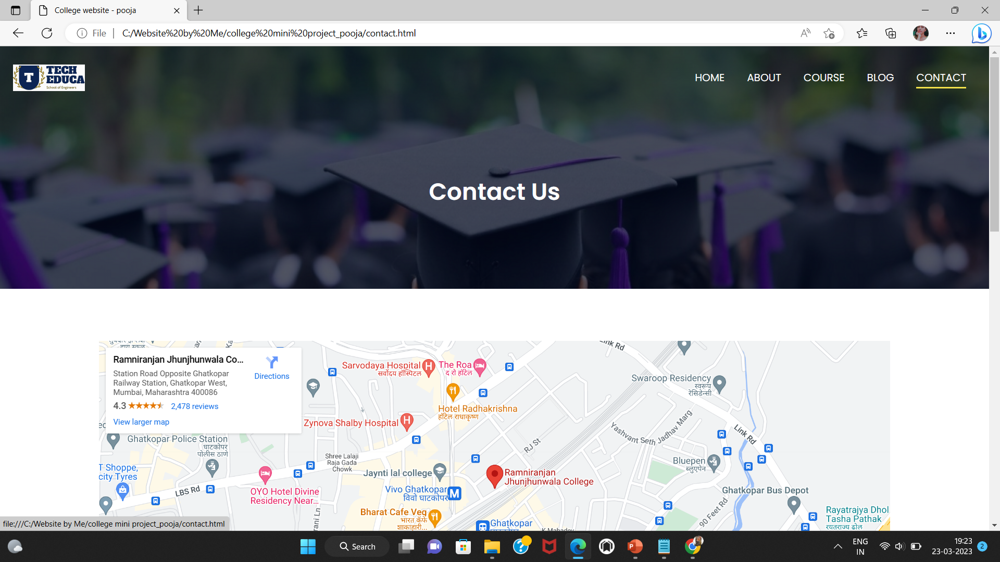 College website - pooja
File
C:/Website%20by%20Me/college%20mini%20project_pooja/contact.html
T
TECH
EDUCA
School of Engineers
HOME
ABOUT
COURSE
BLOG
CONTACT
Contact Us
Ramniranjan Jhunjhunwala Co...
Station Road Opposite Ghatkopar
Railway Station, Ghatkopar West,
Mumbai, Maharashtra 400086
Directions
4.3
2,478 reviews
View larger map
Link Rd
Sarvodaya Hospital
सर्वोदय हॉस्पिटल
The Roa
द रो हॉटेल
Swaroop Residency
स्वरूप
रेसिडेन्सी
Hotel Radhakrishna
हॉटेल राधाकृष्ण
Zynova Shalby Hospital
Yashvant Seth Jadhav Marg
Link Rd
Ghatkopar Police Station
घाटकोपर
पोलीस ठाणे
RJ St
Shree Lalaji
Raja Gada
Chowk
Bluepen
ब्लुएपेन
T Shoppe,
city Tyres
Jaynti lal college
Ramniranjan
Jhunjhunwala College
LBS Rd
OYO Hotel Divine
Residency Near...
Vivo Ghatkopar
विवो घाटकोपर
M
Ghatkopar Bus Depot
Bharat Cafe Veg
भारत कॅफे
शाकाहारी...
90 Feet Rd
Rayatrajya Dhol
Tasha Pathak
रयतराज्य ढोल
rani Ln
Ghatkopar
K Mahadev
file:///C:/Website by Me/college mini project_pooja/contact.html
Search
ENG
IN
19:23
23-03-2023
2